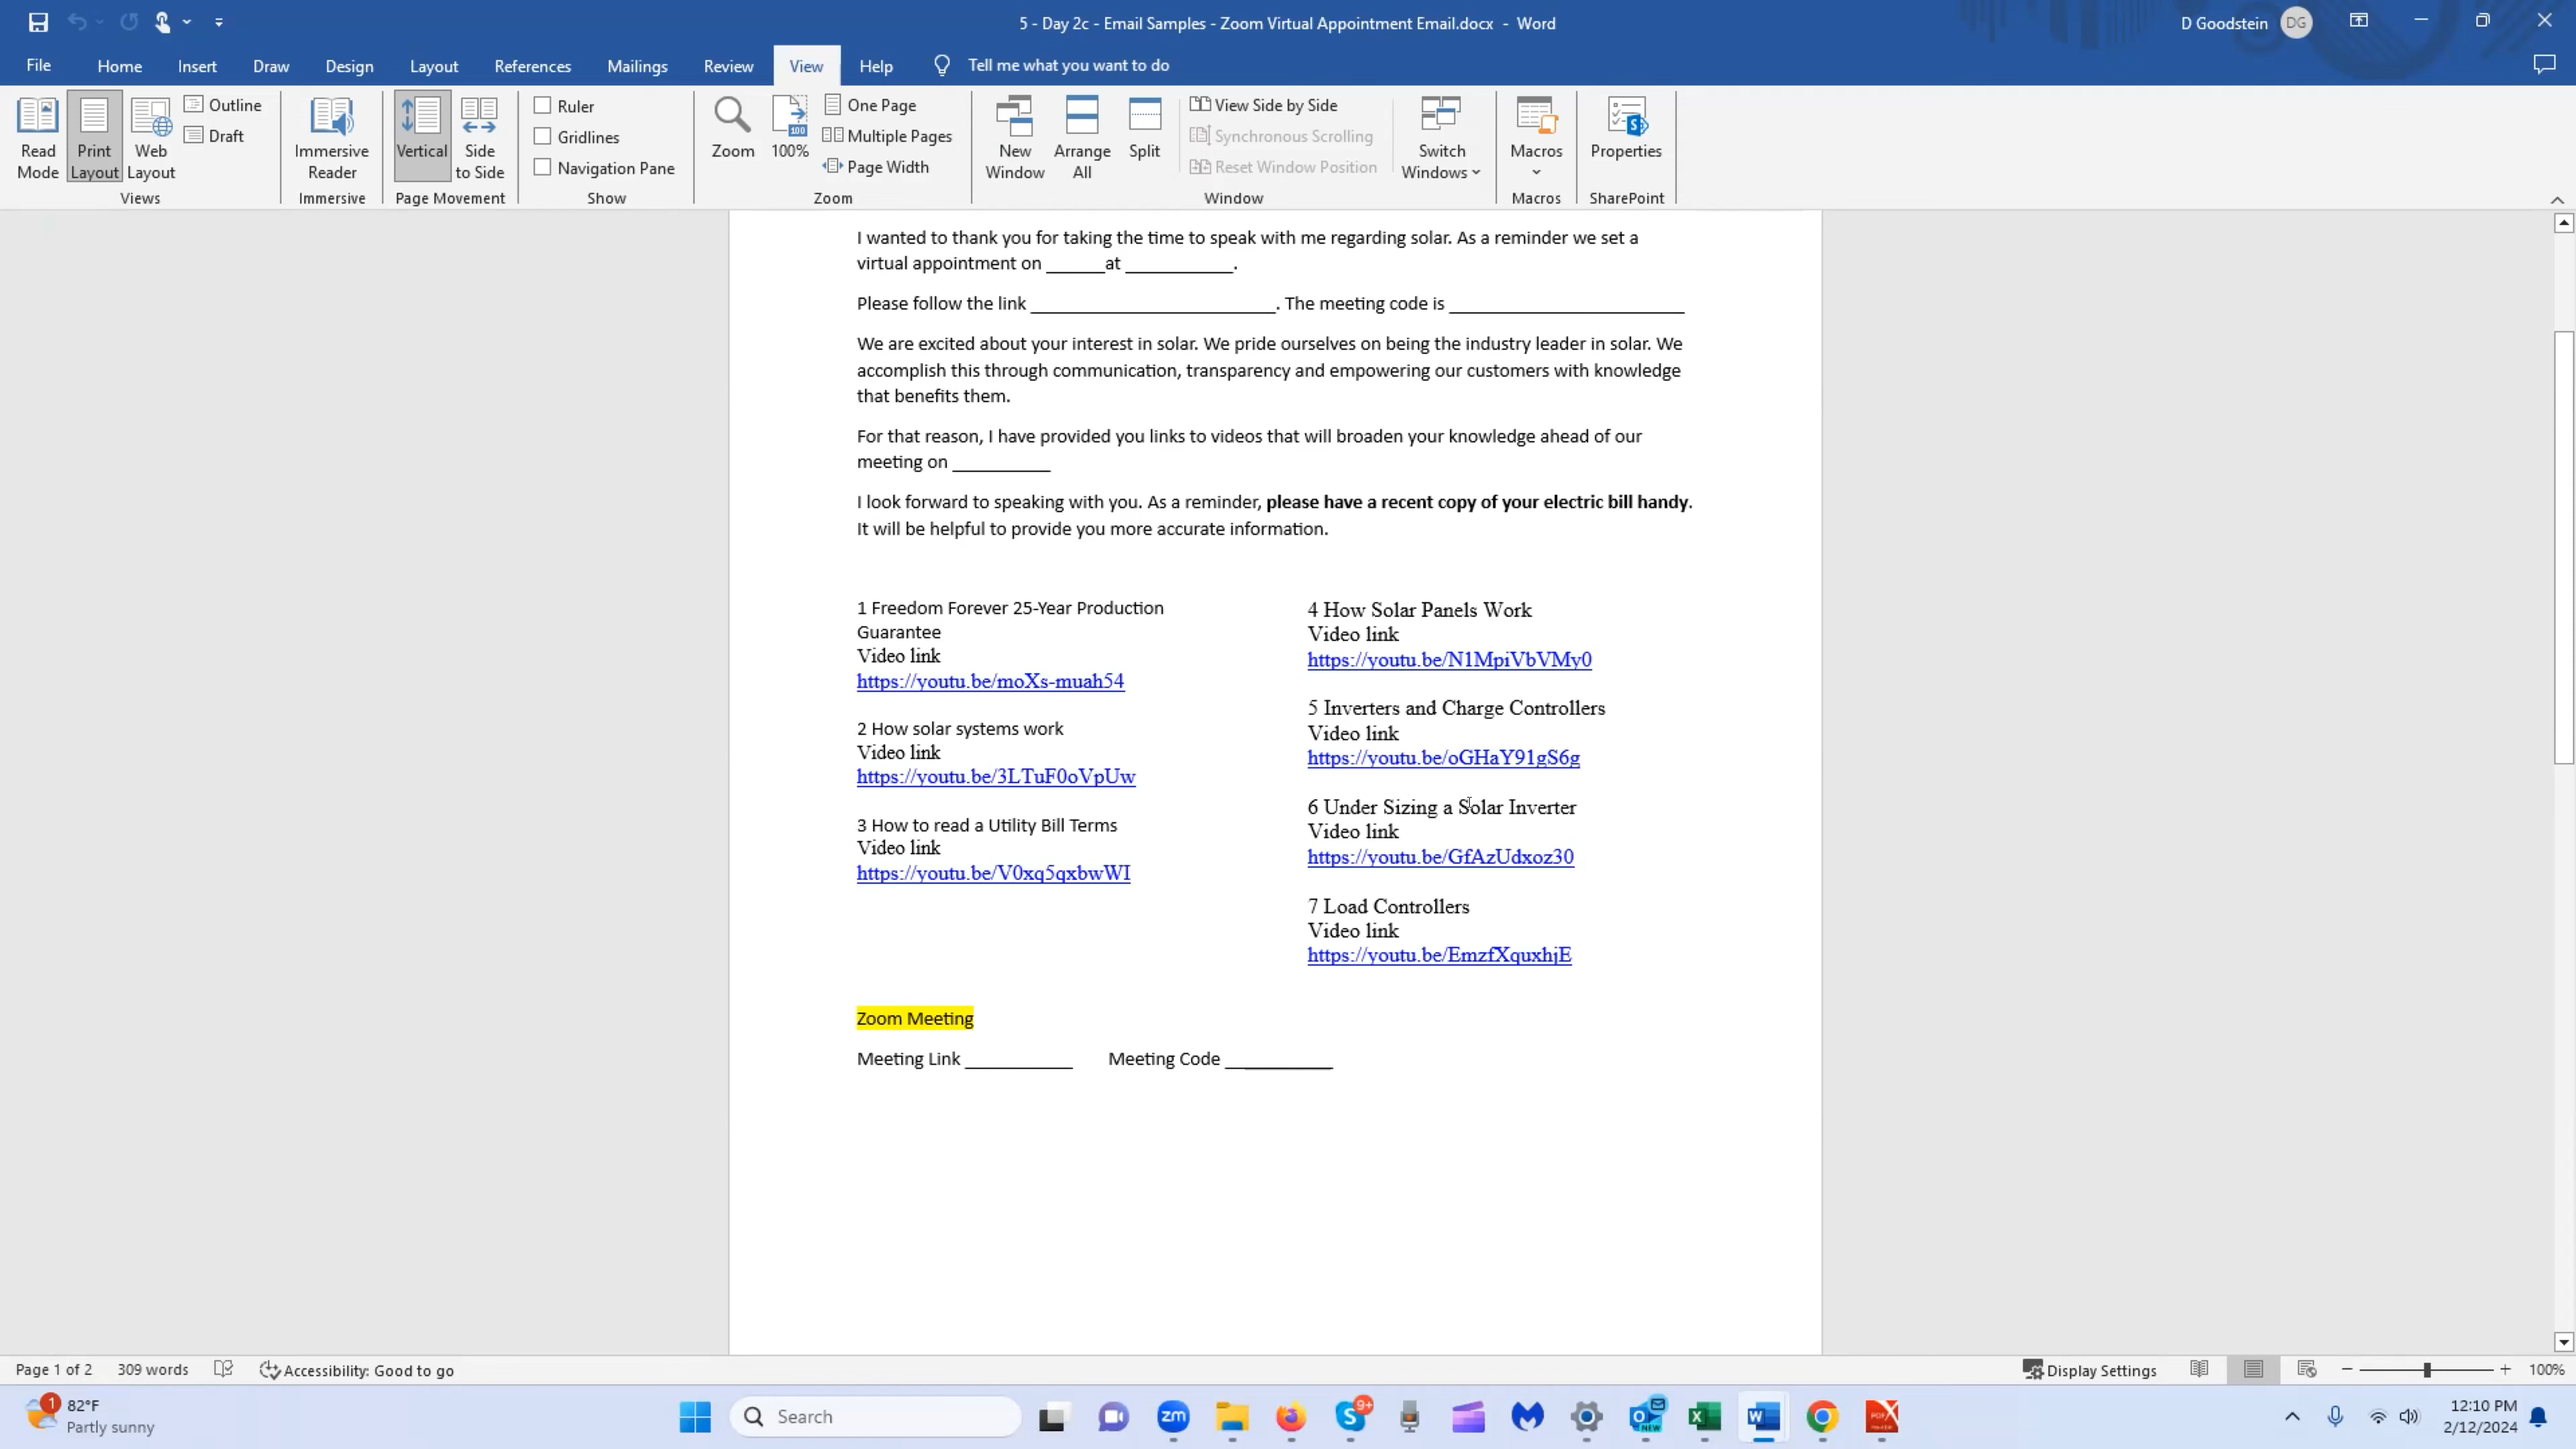 5 - Day 2c - Email Samples - Zoom Virtual Appointment Email.docx - Word
D Goodstein DG
File Home Insert Draw Design Layout References Mailings Review View Help Tell me what you want to do
Read Mode
Print Layout
Web Layout
Outline
Draft
Views
Immersive Reader
Immersive
Vertical
Side to Side
Page Movement
Ruler
Gridlines
Navigation Pane
Show
Zoom
100
100%
One Page
Multiple Pages
Page Width
Zoom
New Window
Arrange All
Split
View Side by Side
Synchronous Scrolling
Reset Window Position
Window
Switch Windows
Macros
Macros
Properties
SharePoint
I wanted to thank you for taking the time to speak with me regarding solar. As a reminder we set a
virtual appointment on ______at ___________.
Please follow the link _________________________. The meeting code is ________________________
We are excited about your interest in solar. We pride ourselves on being the industry leader in solar. We
accomplish this through communication, transparency and empowering our customers with knowledge
that benefits them.
For that reason, I have provided you links to videos that will broaden your knowledge ahead of our
meeting on __________
I look forward to speaking with you. As a reminder, please have a recent copy of your electric bill handy.
It will be helpful to provide you more accurate information.
1 Freedom Forever 25-Year Production
Guarantee
Video link
https://youtu.be/moXs-muah54
2 How solar systems work
Video link
https://youtu.be/3LTuF0oVpUw
3 How to read a Utility Bill Terms
Video link
https://youtu.be/V0xq5qxbwWI
4 How Solar Panels Work
Video link
https://youtu.be/N1MpiVbVMy0
5 Inverters and Charge Controllers
Video link
https://youtu.be/oGHaY91gS6g
6 Under Sizing a Solar Inverter
Video link
https://youtu.be/GfAzUdxoz30
7 Load Controllers
Video link
https://youtu.be/EmzfXquxhjE
Zoom Meeting
Meeting Link ___________ Meeting Code ___________
Page 1 of 2 309 words Accessibility: Good to go
Display Settings 100%
1
82°F
Partly sunny
Search
zm
9+
NEW
12:10 PM
2/12/2024